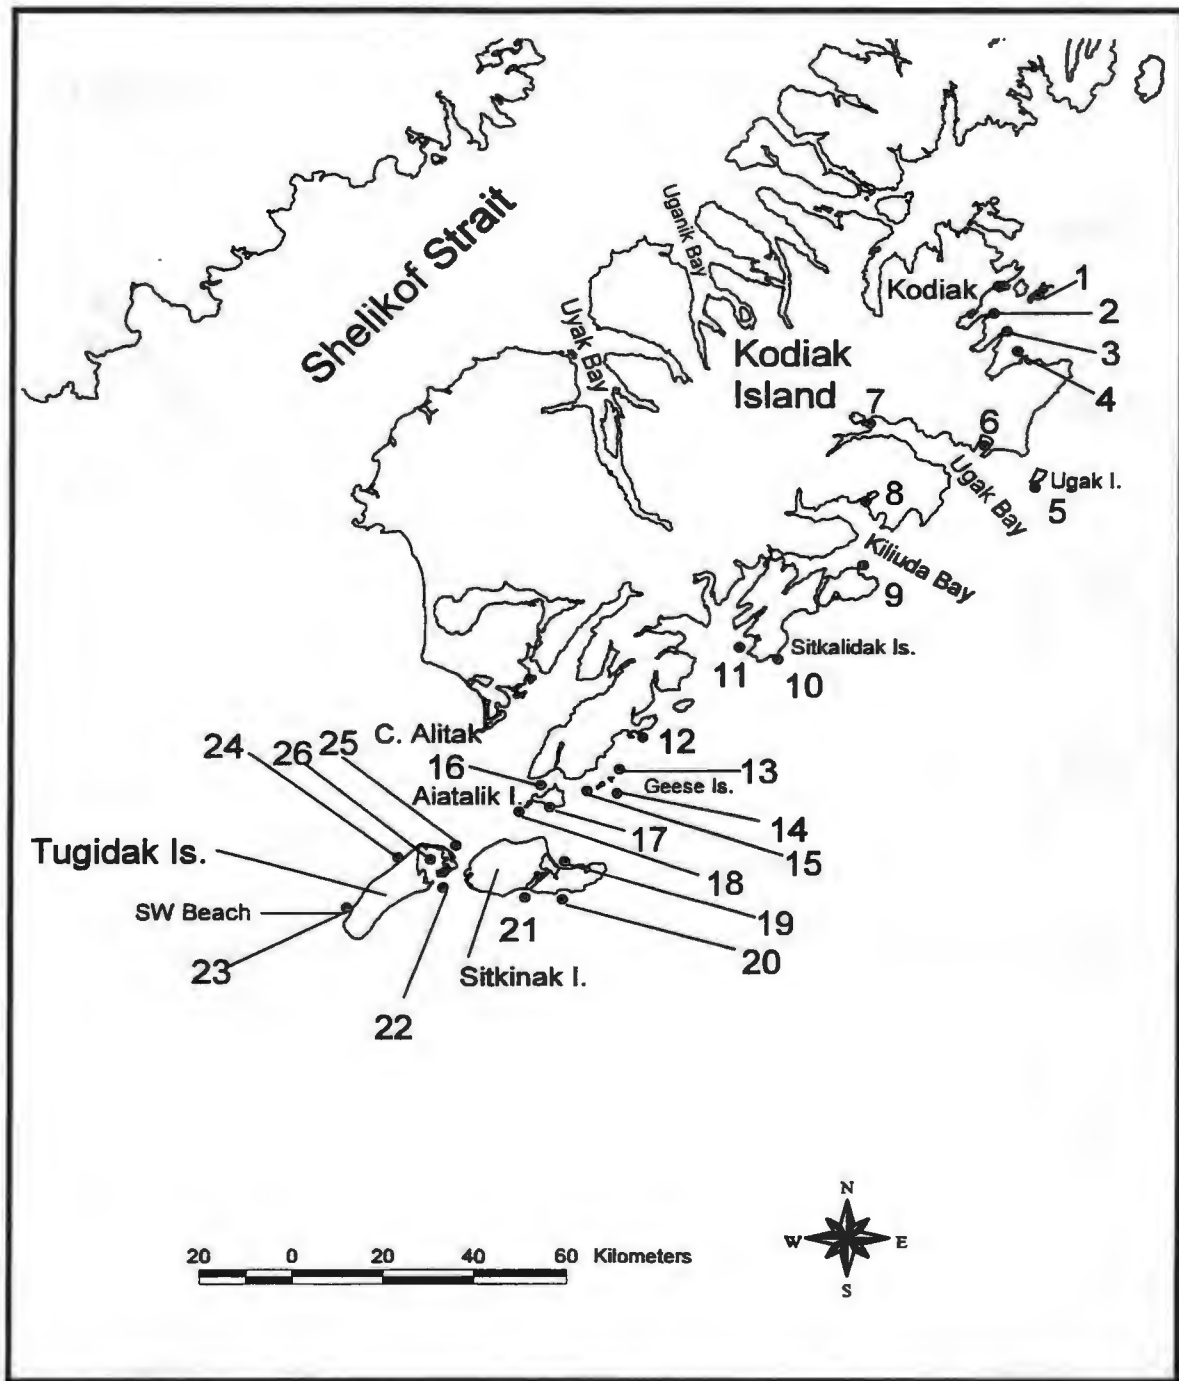 Shelikof Strait
Uganik Bay
Uyak Bay
Kodiak
1
2
3
4
Kodiak
Island
7
6
Ugak Bay
Ugak I.
5
8
Kiliuda Bay
9
Sitkalidak Is.
11
10
C. Alitak
12
24
26
25
16
13
Geese Is.
Aiatalik I.
14
17
15
Tugidak Is.
18
SW Beach
19
21
20
23
Sitkinak I.
22
N
W
E
S
20 0 20 40 60 Kilometers